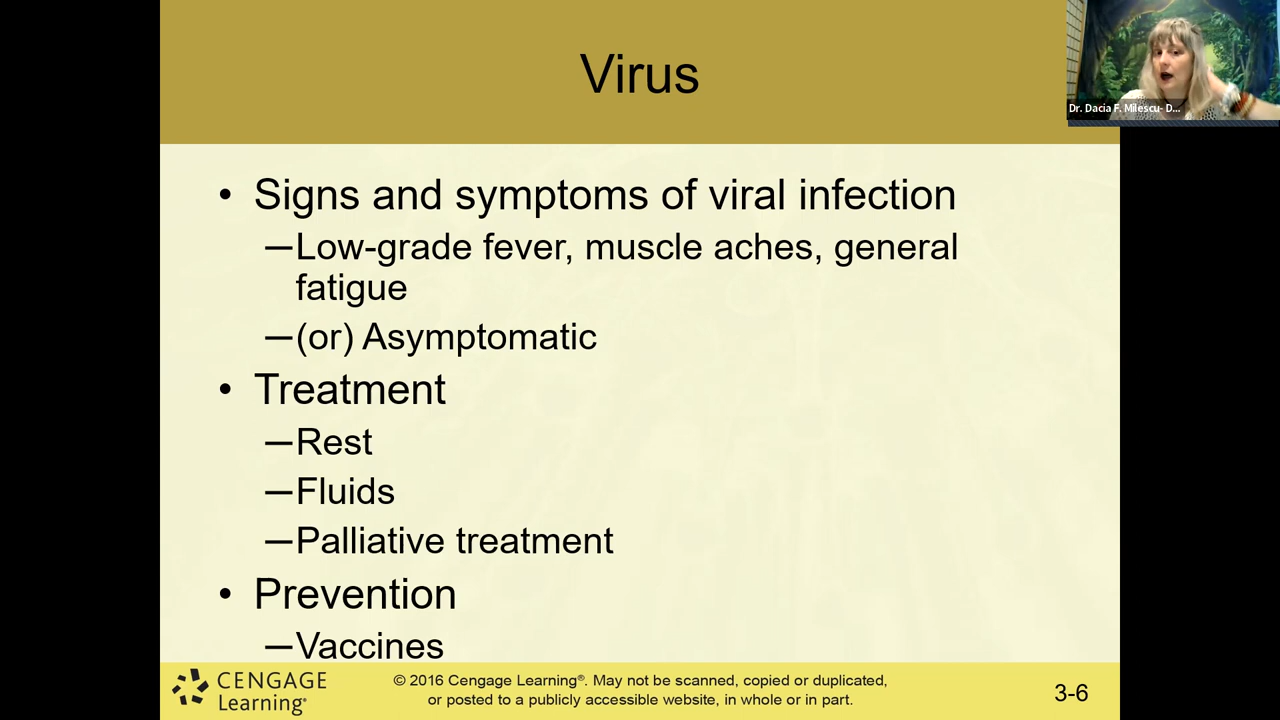 Virus
Dr. Dacia F. Milescu- D...
• Signs and symptoms of viral infection
—Low-grade fever, muscle aches, general
fatigue
—(or) Asymptomatic
• Treatment
—Rest
—Fluids
—Palliative treatment
• Prevention
—Vaccines
CENGAGE
Learning®
© 2016 Cengage Learning®. May not be scanned, copied or duplicated,
or posted to a publicly accessible website, in whole or in part.
3-6